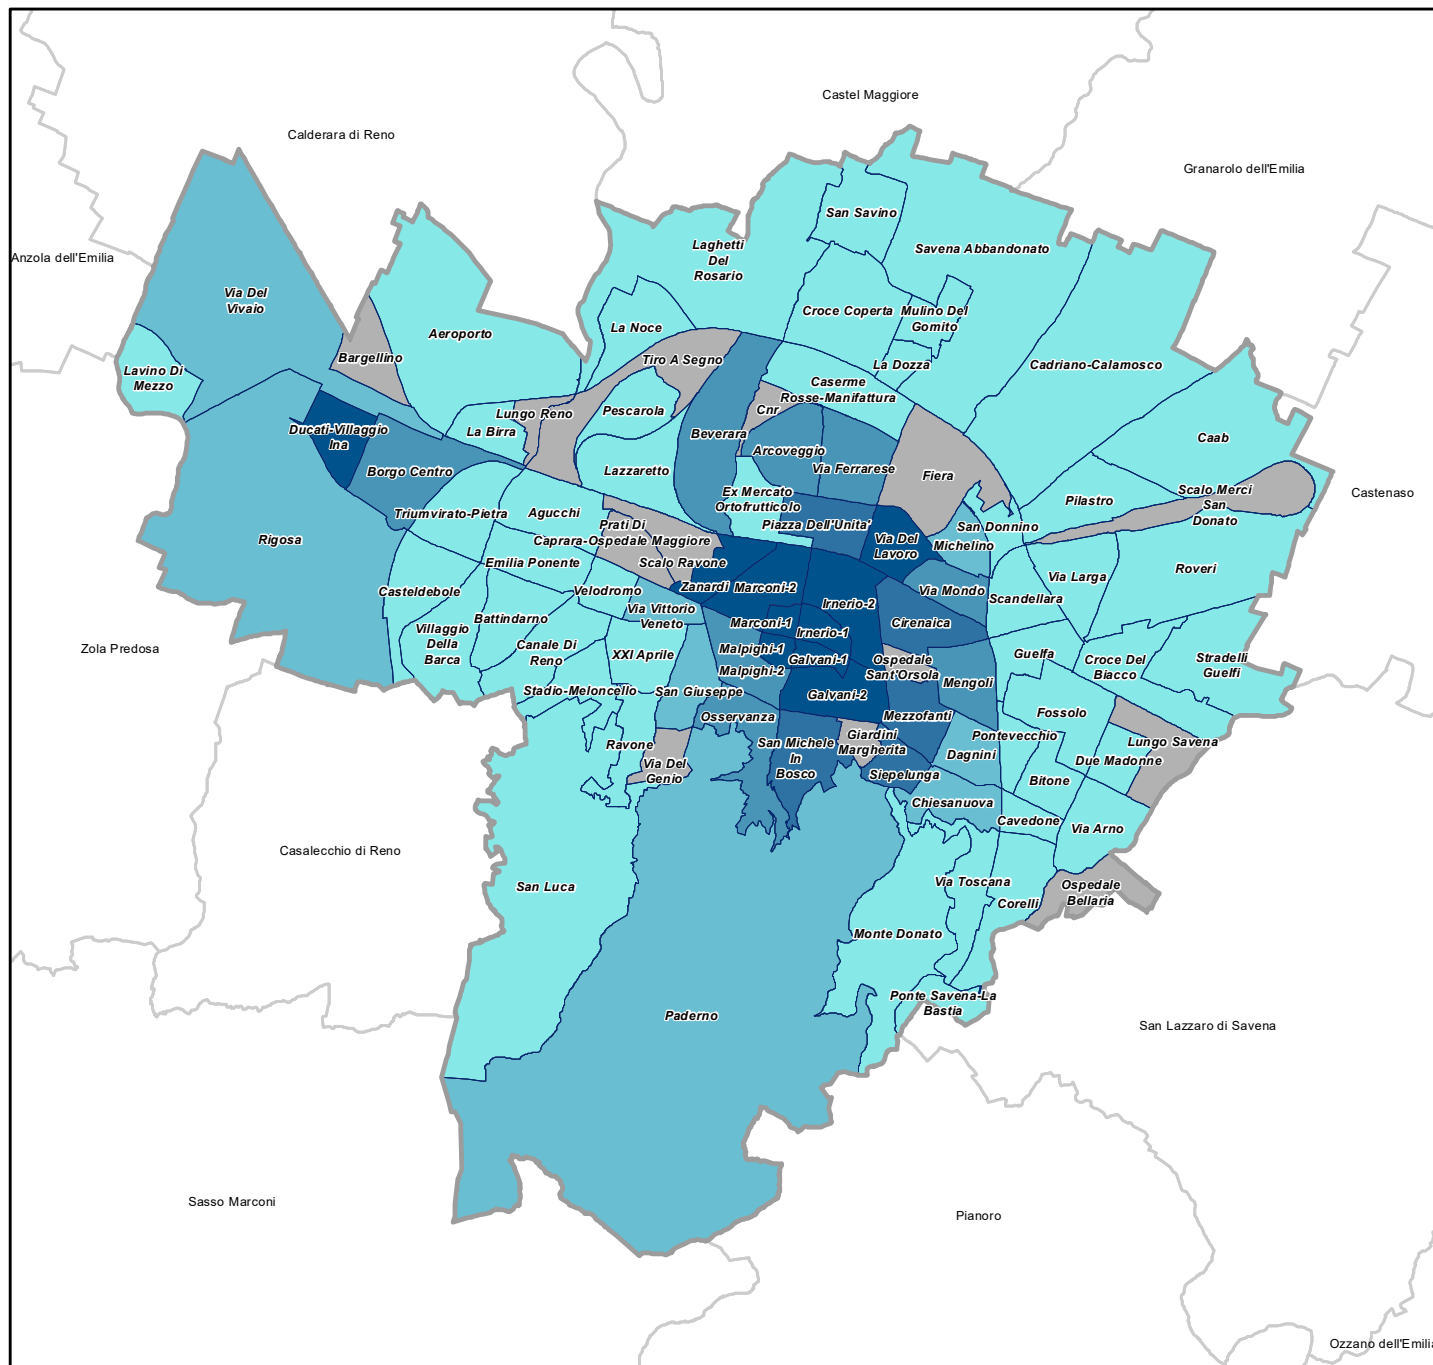 Castel Maggiore
Calderara di Reno
Granarolo dell'Emilia
San Savino
Savena Abbandonato
Laghetti
Del
Rosario
Anzola dell'Emilia
Via Del
Vivaio
Croce Coperta
Mulino Del
Gomito
La Noce
Aeroporto
Bargellino
Tiro A Segno
La Dozza
Cadriano-Calamosco
Lavino Di
Mezzo
Caserme
Rosse-Manifattura
Lungo Reno
Pescarola
Cnr
La Birra
Ducati-Villaggio
Ina
Beverara
Caab
Arcoveggio
Via Ferrarese
Borgo Centro
Lazzaretto
Fiera
Scalo Merci
San
Donato
Castenaso
Ex Mercato
Ortofrutticolo
Pilastro
Triumvirato-Pietra
Agucchi
Prati Di
Caprara-Ospedale Maggiore
Piazza Dell'Unita'
San Donnino
Rigosa
Via Del
Lavoro
Michelino
Emilia Ponente
Scalo Ravone
Roveri
Via Larga
Casteldebole
Velodromo
Zanardi
Marconi-2
Via Mondo
Scandellara
Via Vittorio
Veneto
Irnerio-2
Battindarno
Marconi-1
Cirenaica
Villaggio
Della
Barca
Irnerio-1
Zola Predosa
Canale Di
Reno
XXI Aprile
Malpighi-1
Galvani-1
Ospedale
Sant'Orsola
Guelfa
Croce Del
Biacco
Stradelli
Guelfi
Malpighi-2
Mengoli
Stadio-Meloncello
San Giuseppe
Galvani-2
Osservanza
Mezzofanti
Fossolo
Ravone
San Michele
In
Bosco
Giardini
Margherita
Pontevecchio
Lungo Savena
Dagnini
Due Madonne
Via Del
Genio
Siepelunga
Bitone
Chiesanuova
Cavedone
Via Arno
Casalecchio di Reno
San Luca
Via Toscana
Ospedale
Bellaria
Corelli
Monte Donato
Ponte Savena-La
Bastia
Paderno
San Lazzaro di Savena
Sasso Marconi
Pianoro
Ozzano dell'Emilia